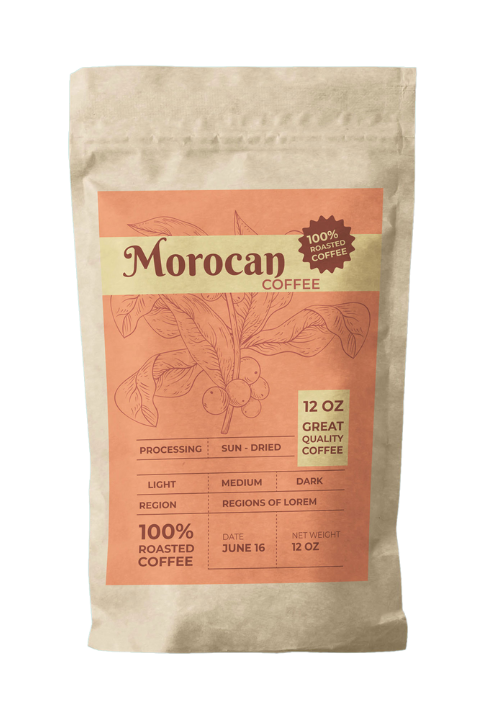 Morocan
COFFEE
100%
ROASTED
COFFEE
12 OZ
GREAT
QUALITY
COFFEE
PROCESSING SUN - DRIED
LIGHT MEDIUM DARK
REGION REGIONS OF LOREM
100%
ROASTED
COFFEE
DATE
JUNE 16
NET WEIGHT
12 OZ